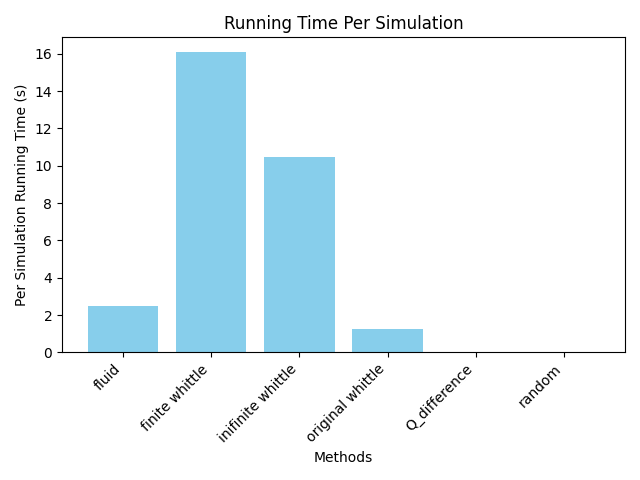 Running Time Per Simulation
Per Simulation Running Time (s)
16
14
12
10
8
6
4
2
0
fluid
finite whittle
inifinite whittle
original whittle
Q_difference
random
Methods